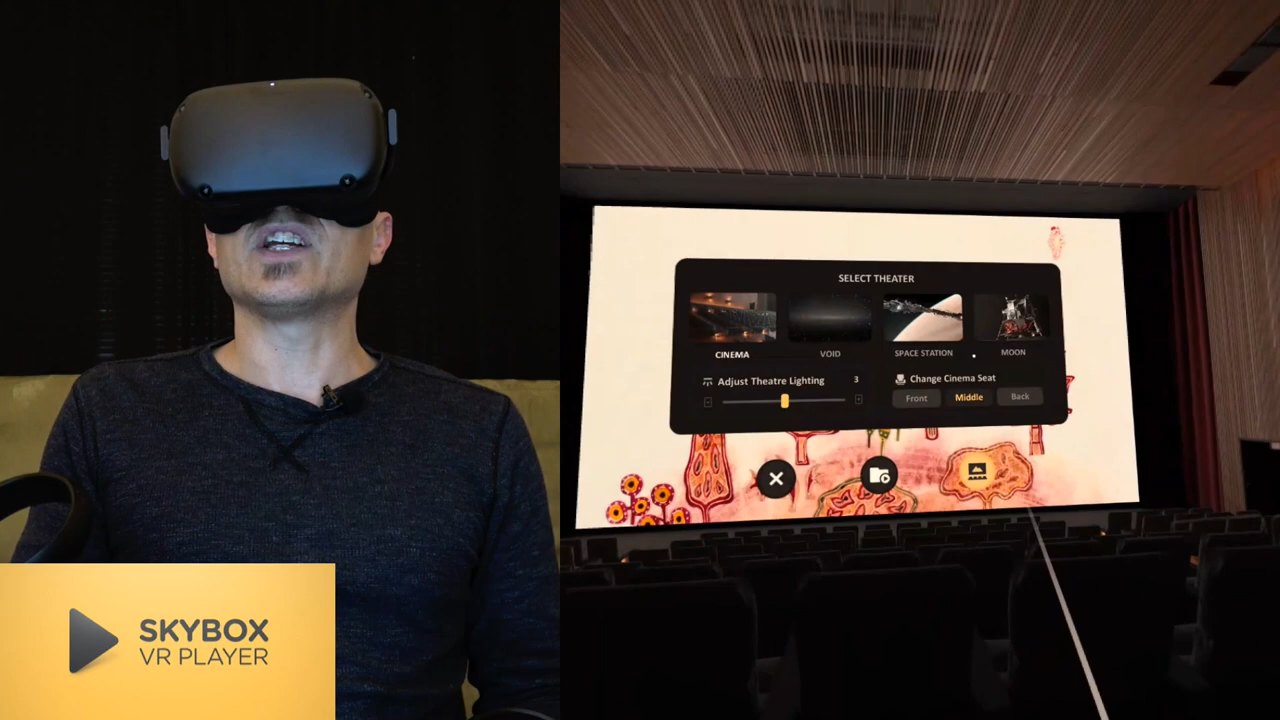 SELECT THEATER
CINEMA
VOID
SPACE STATION
MOON
Adjust Theatre Lighting
3
Change Cinema Seat
Front
Middle
Back
SKYBOX
VR PLAYER